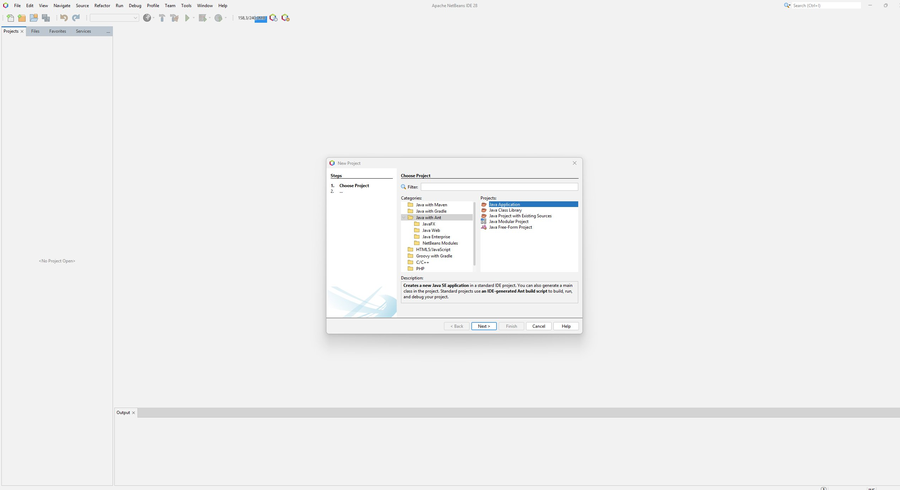 File Edit View Navigate Source Refactor Run Debug Profile Team Tools Window Help
Apache NetBeans IDE 28
Search (Ctrl+I)
Projects Files Favorites Services
<No Project Open>
New Project
Steps
1. Choose Project
2. ...
Choose Project
Filter:
Categories:
Java with Maven
Java with Gradle
Java with Ant
JavaFX
Java Web
Java Enterprise
NetBeans Modules
HTML5/JavaScript
Groovy with Gradle
C/C++
PHP
Projects:
Java Application
Java Class Library
Java Project with Existing Sources
Java Modular Project
Java Free-Form Project
Description:
Creates a new Java SE application in a standard IDE project. You can also generate a main
class in the project. Standard projects use an IDE-generated Ant build script to build, run,
and debug your project.
< Back Next > Finish Cancel Help
Output